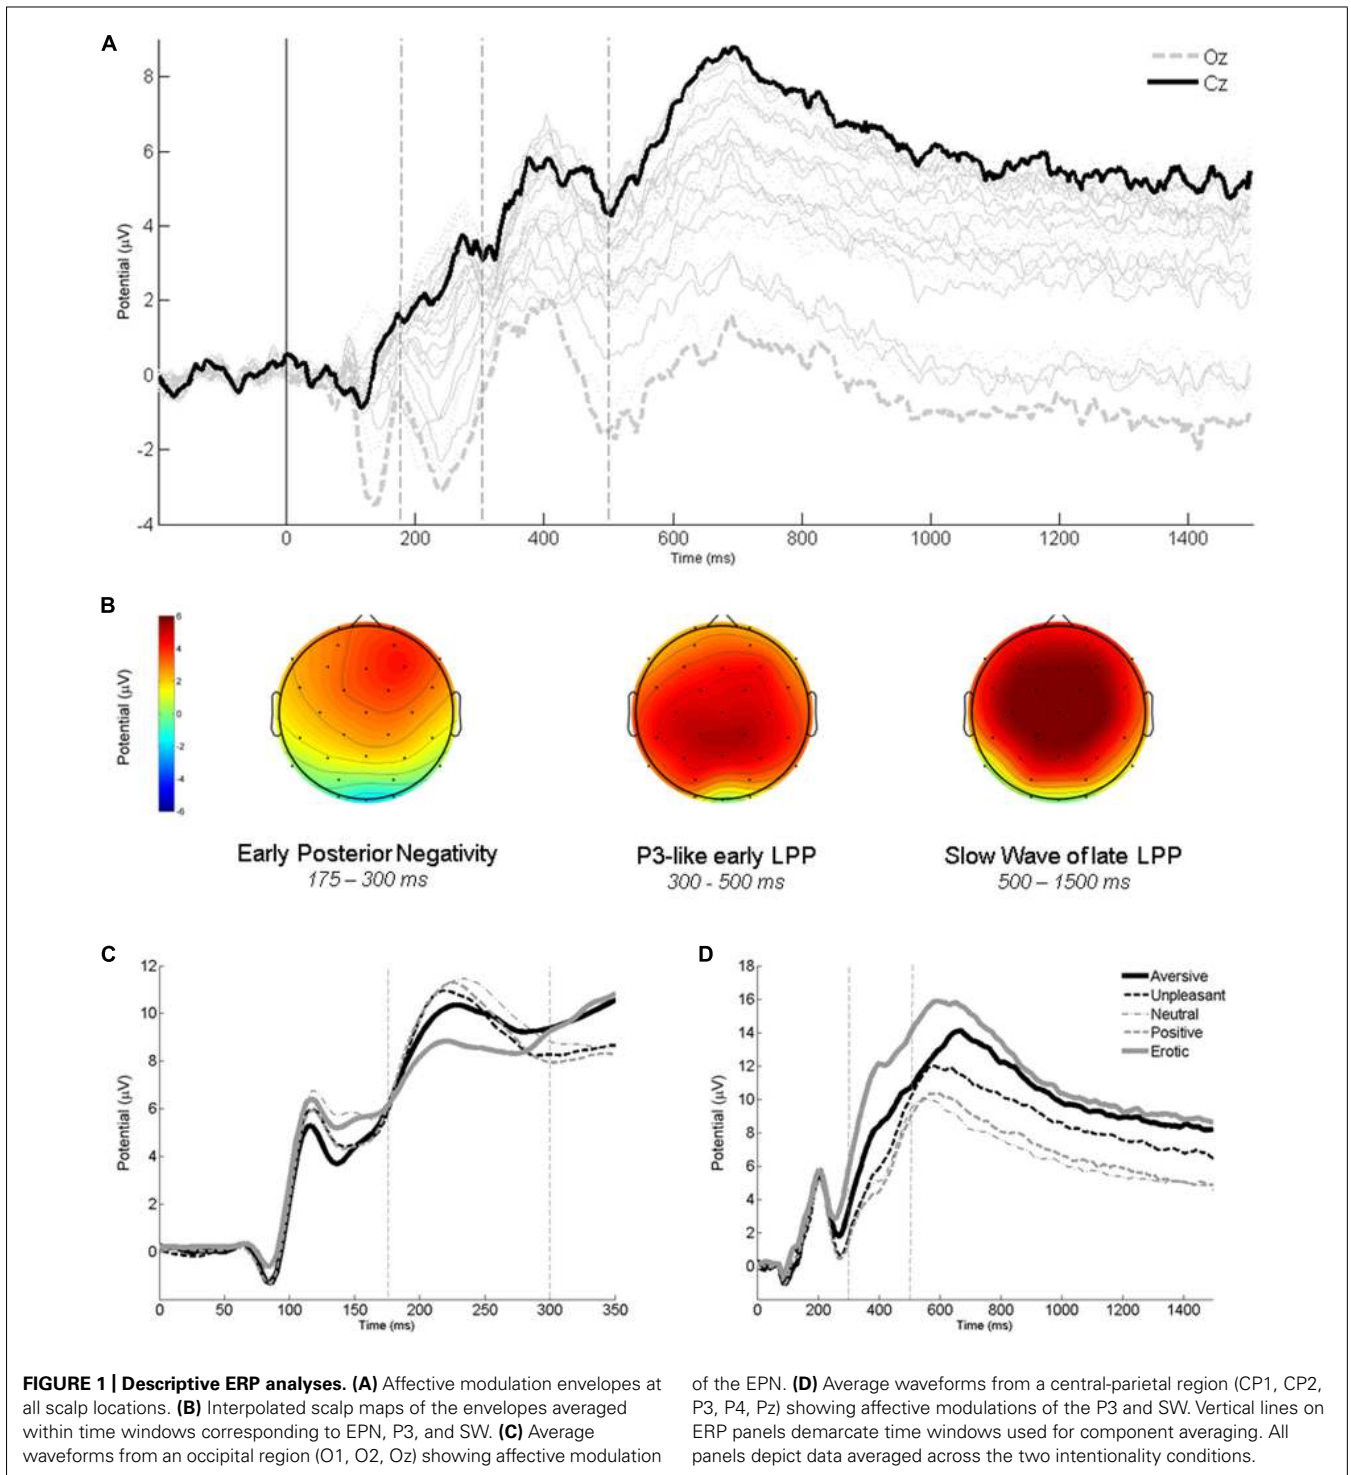 A
Oz
Cz
8
6
4
2
0
-2
-4
Potential (µV)
0 200 400 600 800 1000 1200 1400
Time (ms)
B
6
4
2
0
-2
-4
-6
Potential (µV)
Early Posterior Negativity
175 – 300 ms
P3-like early LPP
300 - 500 ms
Slow Wave of late LPP
500 – 1500 ms
C
12
10
8
6
4
2
0
Potential (µV)
0 50 100 150 200 250 300 350
Time (ms)
D
18
16
14
12
10
8
6
4
2
0
Potential (µV)
Aversive
Unpleasant
Neutral
Positive
Erotic
0 200 400 600 800 1000 1200 1400
Time (ms)
FIGURE 1 | Descriptive ERP analyses. (A) Affective modulation envelopes at
all scalp locations. (B) Interpolated scalp maps of the envelopes averaged
within time windows corresponding to EPN, P3, and SW. (C) Average
waveforms from an occipital region (O1, O2, Oz) showing affective modulation
of the EPN. (D) Average waveforms from a central-parietal region (CP1, CP2,
P3, P4, Pz) showing affective modulations of the P3 and SW. Vertical lines on
ERP panels demarcate time windows used for component averaging. All
panels depict data averaged across the two intentionality conditions.